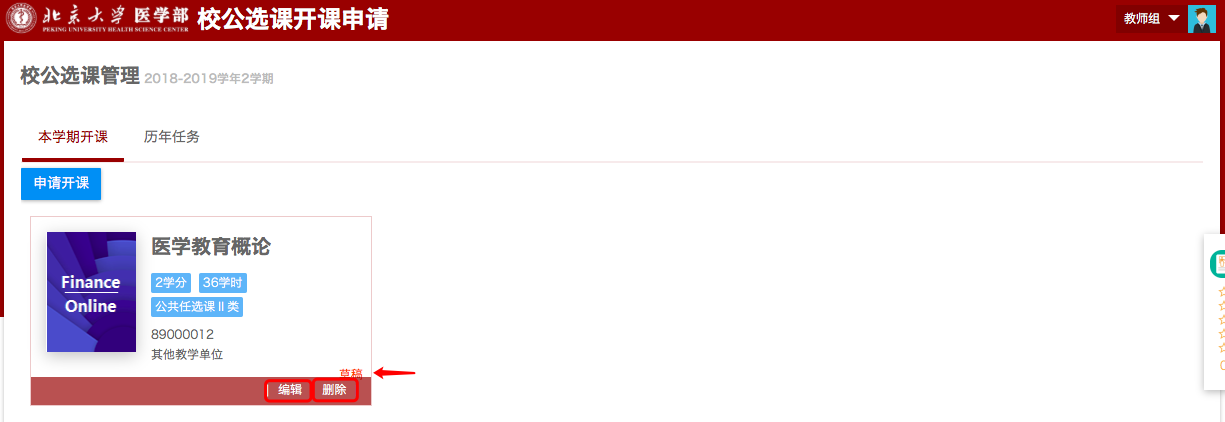 北京大学医学部 校公选课开课申请
PEKING UNIVERSITY HEALTH SCIENCE CENTER
教师组
校公选课管理 2018-2019学年2学期
本学期开课 历年任务
申请开课
Finance
Online
医学教育概论
2学分 36学时
公共任选课Ⅱ类
89000012
其他教学单位
草稿
编辑 删除